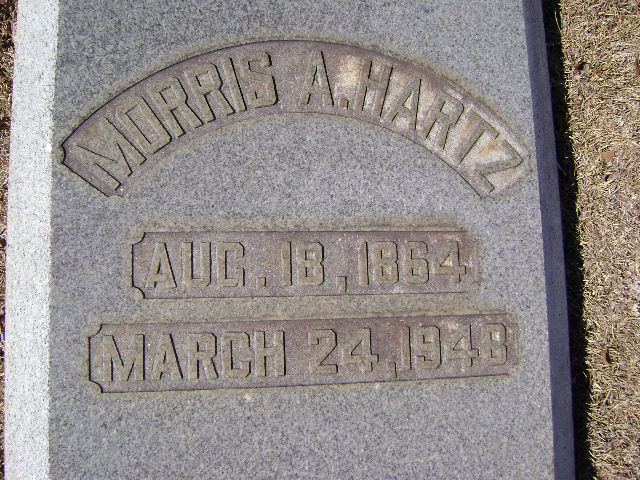 MORRIS A. HARTZ
AUG. 18, 1864
MARCH 24, 1948